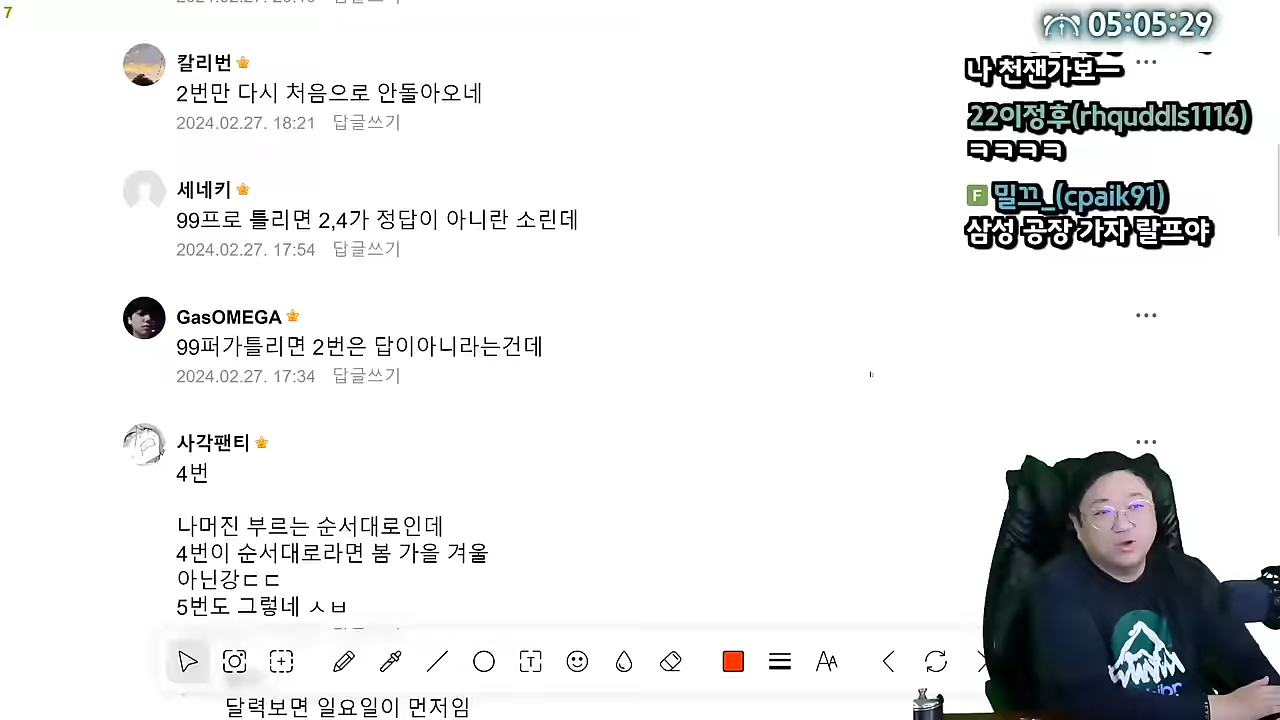 7
05:05:29
칼리번
2번만 다시 처음으로 안돌아오네
2024.02.27. 18:21 답글쓰기
세네키
99프로 틀리면 2,4가 정답이 아니란 소린데
2024.02.27. 17:54 답글쓰기
GasOMEGA
99퍼가틀리면 2번은 답이아니라는건데
2024.02.27. 17:34 답글쓰기
사각팬티
4번
나머진 부르는 순서대로인데
4번이 순서대로라면 봄 가을 겨울
아닌강ㄷㄷ
5번도 그렇네 ㅅㅂ
달력보면 일요일이 먼저임
나 천잰가보ㅡ
22이정후(rhquddls1116)
ㅋㅋㅋㅋ
F 밀끄_(cpaik91)
삼성 공장 가자 랄프야